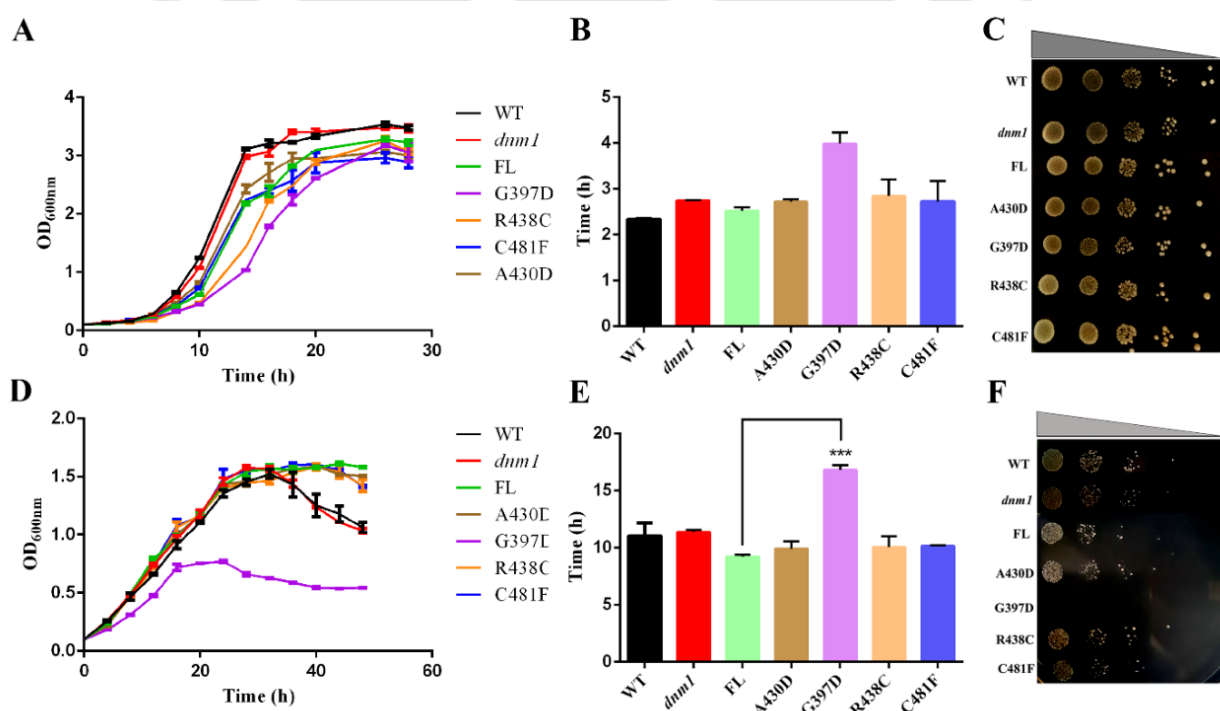 A
4
3
2
1
0
OD600nm
0
10
20
30
Time (h)
WT
dnm1
FL
G397D
R438C
C481F
A430D
B
6
4
2
0
Time (h)
WT
dnm1
FL
A430D
G397D
R438C
C481F
C
WT
dnm1
FL
A430D
G397D
R438C
C481F
D
2.0
1.5
1.0
0.5
0.0
OD600nm
0
20
40
60
Time (h)
WT
dnm1
FL
A430D
G397D
R438C
C481F
E
20
15
10
5
0
Time (h)
***
WT
dnm1
FL
A430D
G397D
R438C
C481F
F
WT
dnm1
FL
A430D
G397D
R438C
C481F